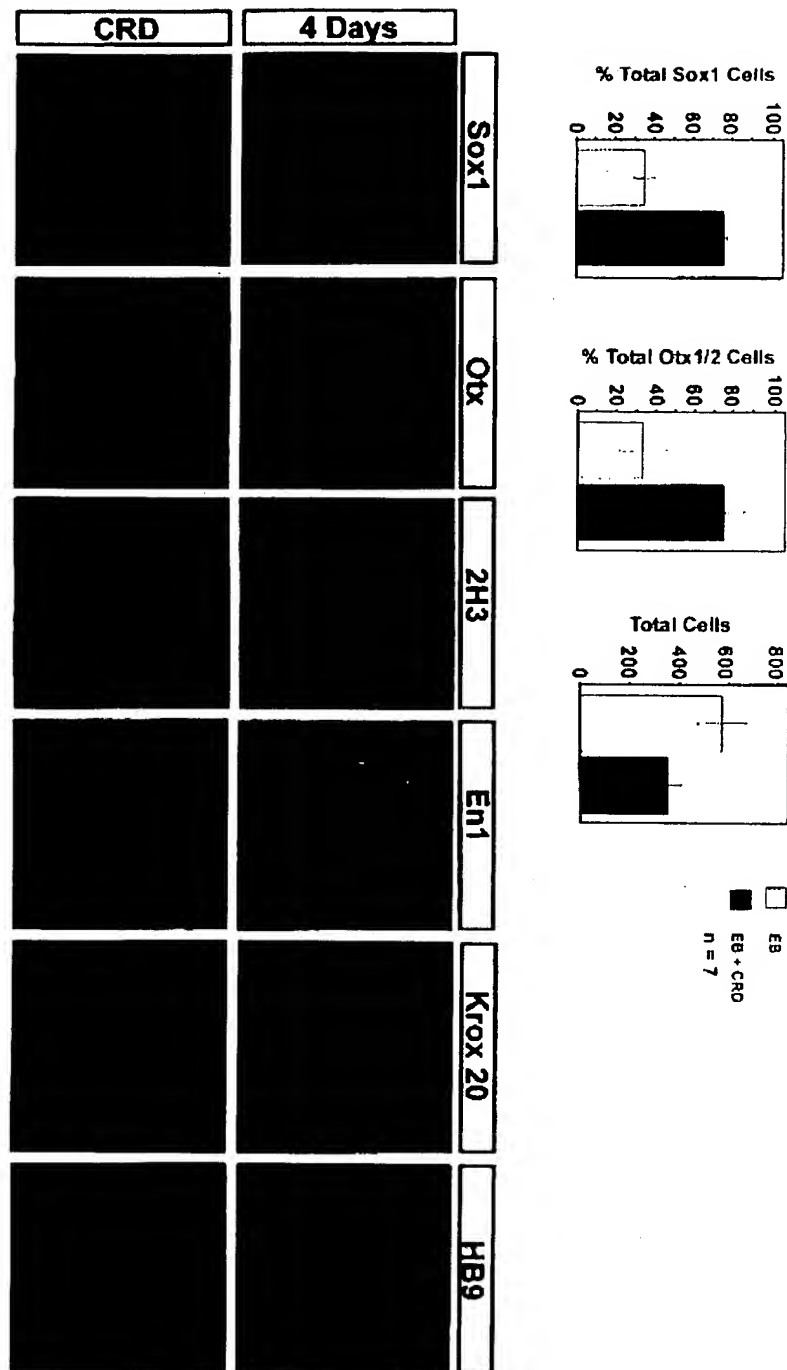 CRD
4 Days
Sox1
Otx
2H3
En1
Krox 20
HB9
% Total Sox1 Cells
0 20 40 60 80 100
% Total Otx1/2 Cells
0 20 40 60 80 100
Total Cells
200 400 600 800
0
EB
EB + CRD
n = 7